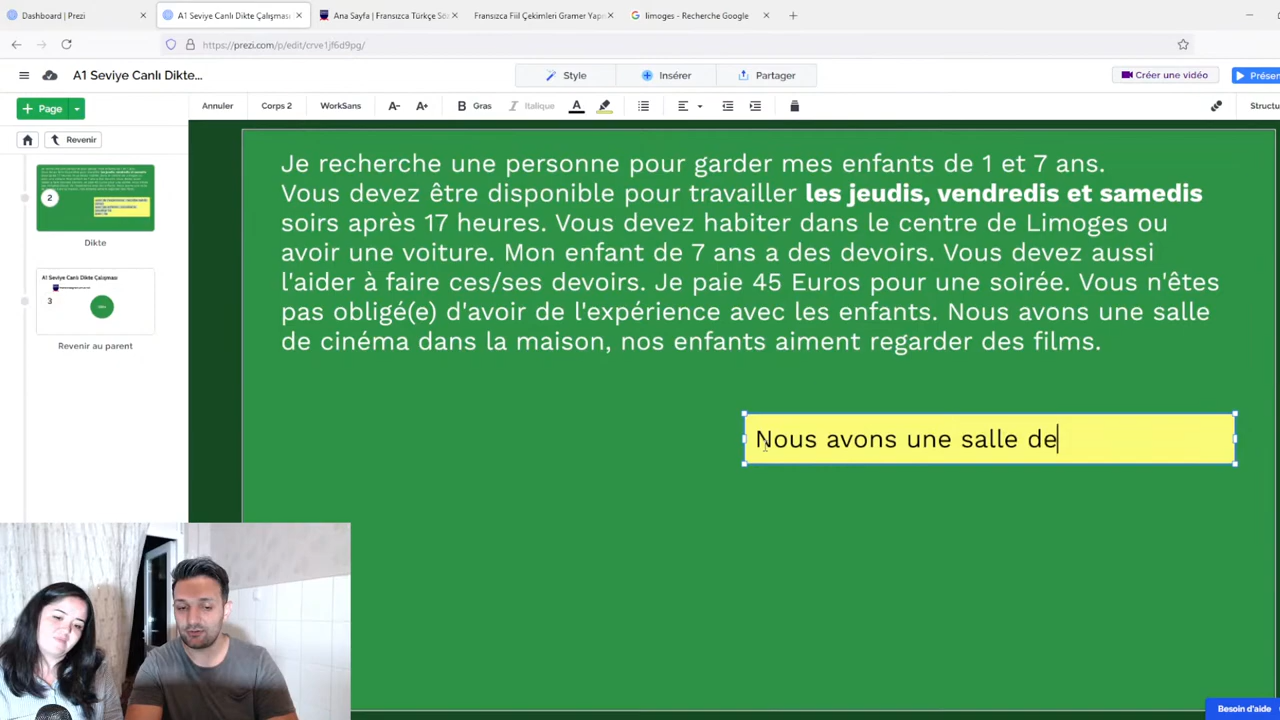 Dashboard | Prezi
A1 Seviye Canlı Dikte Çalışması
Ana Sayfa | Fransızca Türkçe Söz
Fransızca Fiil Çekimleri Gramer Yapı
limoges - Recherche Google
https://prezi.com/p/edit/crve1jf6d9pg/
A1 Seviye Canlı Dikte...
Style
Insérer
Partager
Créer une vidéo
Présen
+ Page
Annuler
Corps 2
WorkSans
A-
A+
B Gras
I Italique
A
Structu
Revenir
2
Dikte
A1 Seviye Canlı Dikte Çalışması
3
Revenir au parent
Je recherche une personne pour garder mes enfants de 1 et 7 ans.
Vous devez être disponible pour travailler les jeudis, vendredis et samedis
soirs après 17 heures. Vous devez habiter dans le centre de Limoges ou
avoir une voiture. Mon enfant de 7 ans a des devoirs. Vous devez aussi
l'aider à faire ces/ses devoirs. Je paie 45 Euros pour une soirée. Vous n'êtes
pas obligé(e) d'avoir de l'expérience avec les enfants. Nous avons une salle
de cinéma dans la maison, nos enfants aiment regarder des films.
Nous avons une salle de
Besoin d'aide